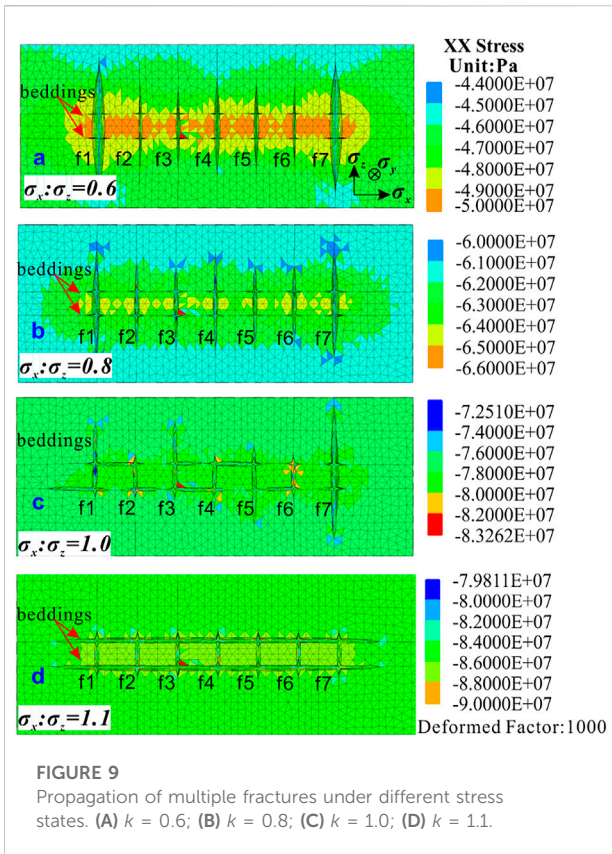 XX Stress
Unit:Pa
beddings
f1 f2 f3 f4 f5 f6 f7
a
σz ⊗ σy
σx
σx:σz=0.6
-4.4000E+07
-4.5000E+07
-4.6000E+07
-4.7000E+07
-4.8000E+07
-4.9000E+07
-5.0000E+07
beddings
f1 f2 f3 f4 f5 f6 f7
b
σx:σz=0.8
-6.0000E+07
-6.1000E+07
-6.2000E+07
-6.3000E+07
-6.4000E+07
-6.5000E+07
-6.6000E+07
beddings
f1 f2 f3 f4 f5 f6 f7
c
σx:σz=1.0
-7.2510E+07
-7.4000E+07
-7.6000E+07
-7.8000E+07
-8.0000E+07
-8.2000E+07
-8.3262E+07
beddings
f1 f2 f3 f4 f5 f6 f7
d
σx:σz=1.1
-7.9811E+07
-8.0000E+07
-8.2000E+07
-8.4000E+07
-8.6000E+07
-8.8000E+07
-9.0000E+07
Deformed Factor:1000
FIGURE 9
Propagation of multiple fractures under different stress
states. (A) k = 0.6; (B) k = 0.8; (C) k = 1.0; (D) k = 1.1.